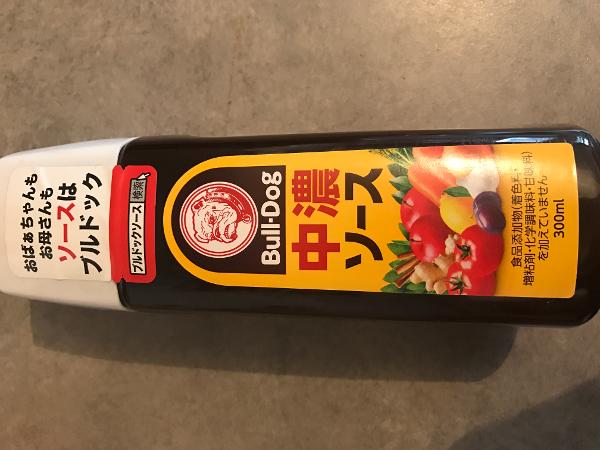 おばぁちゃんも
お母さんも
ソースは
ブルドック
ブルドックソース 検索
Bull-Dog
中濃
ソース
食品添加物(着色料・
増粘剤・化学調味料・甘味料)
を加えていません
300ml